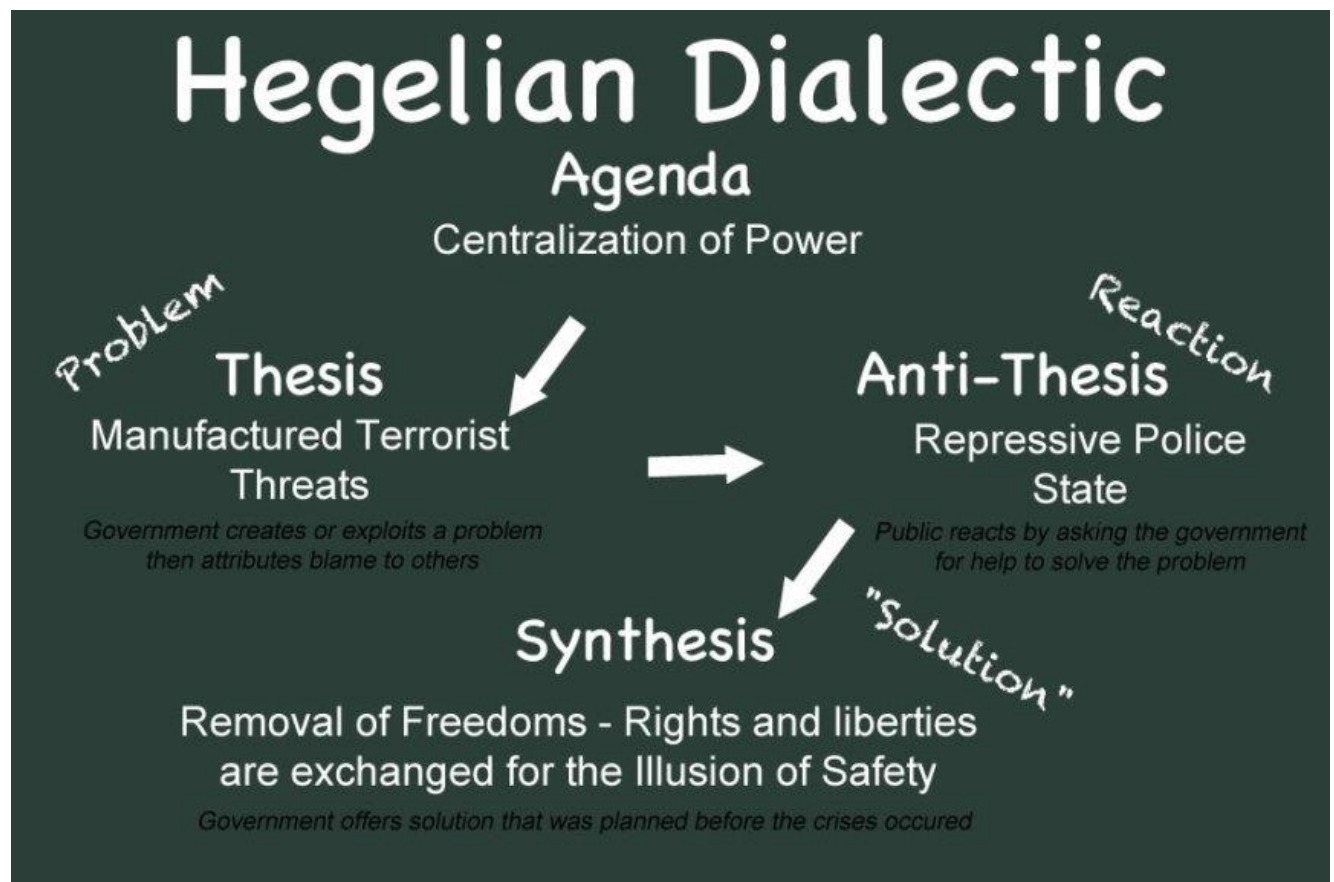 Hegelian Dialectic
Agenda
Centralization of Power
Problem
Thesis
Manufactured Terrorist
Threats
Government creates or exploits a problem
then attributes blame to others
Reaction
Anti-Thesis
Repressive Police
State
Public reacts by asking the government
for help to solve the problem
"Solution"
Synthesis
Removal of Freedoms - Rights and liberties
are exchanged for the Illusion of Safety
Government offers solution that was planned before the crises occured